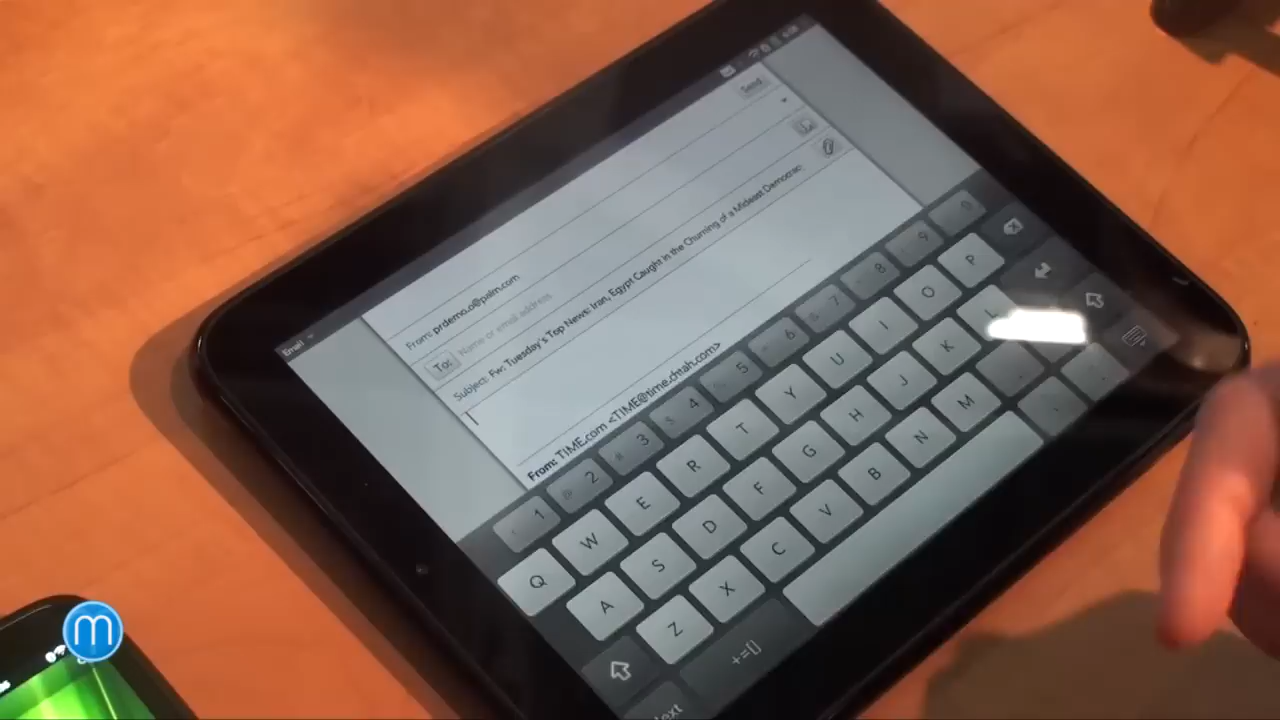 Email
Send
From: prdemo.o@palm.com
To: Name or email address
Subject: Fw: Tuesday's Top News: Iran, Egypt Caught in the Churning of a Mideast Democrac
From: TIME.com <TIME@time.chtah.com>
1 2 3 4 5 6 7 8 9 0
Q W E R T Y U I O P
A S D F G H J K L
Z X C V B N M
+=[]
m